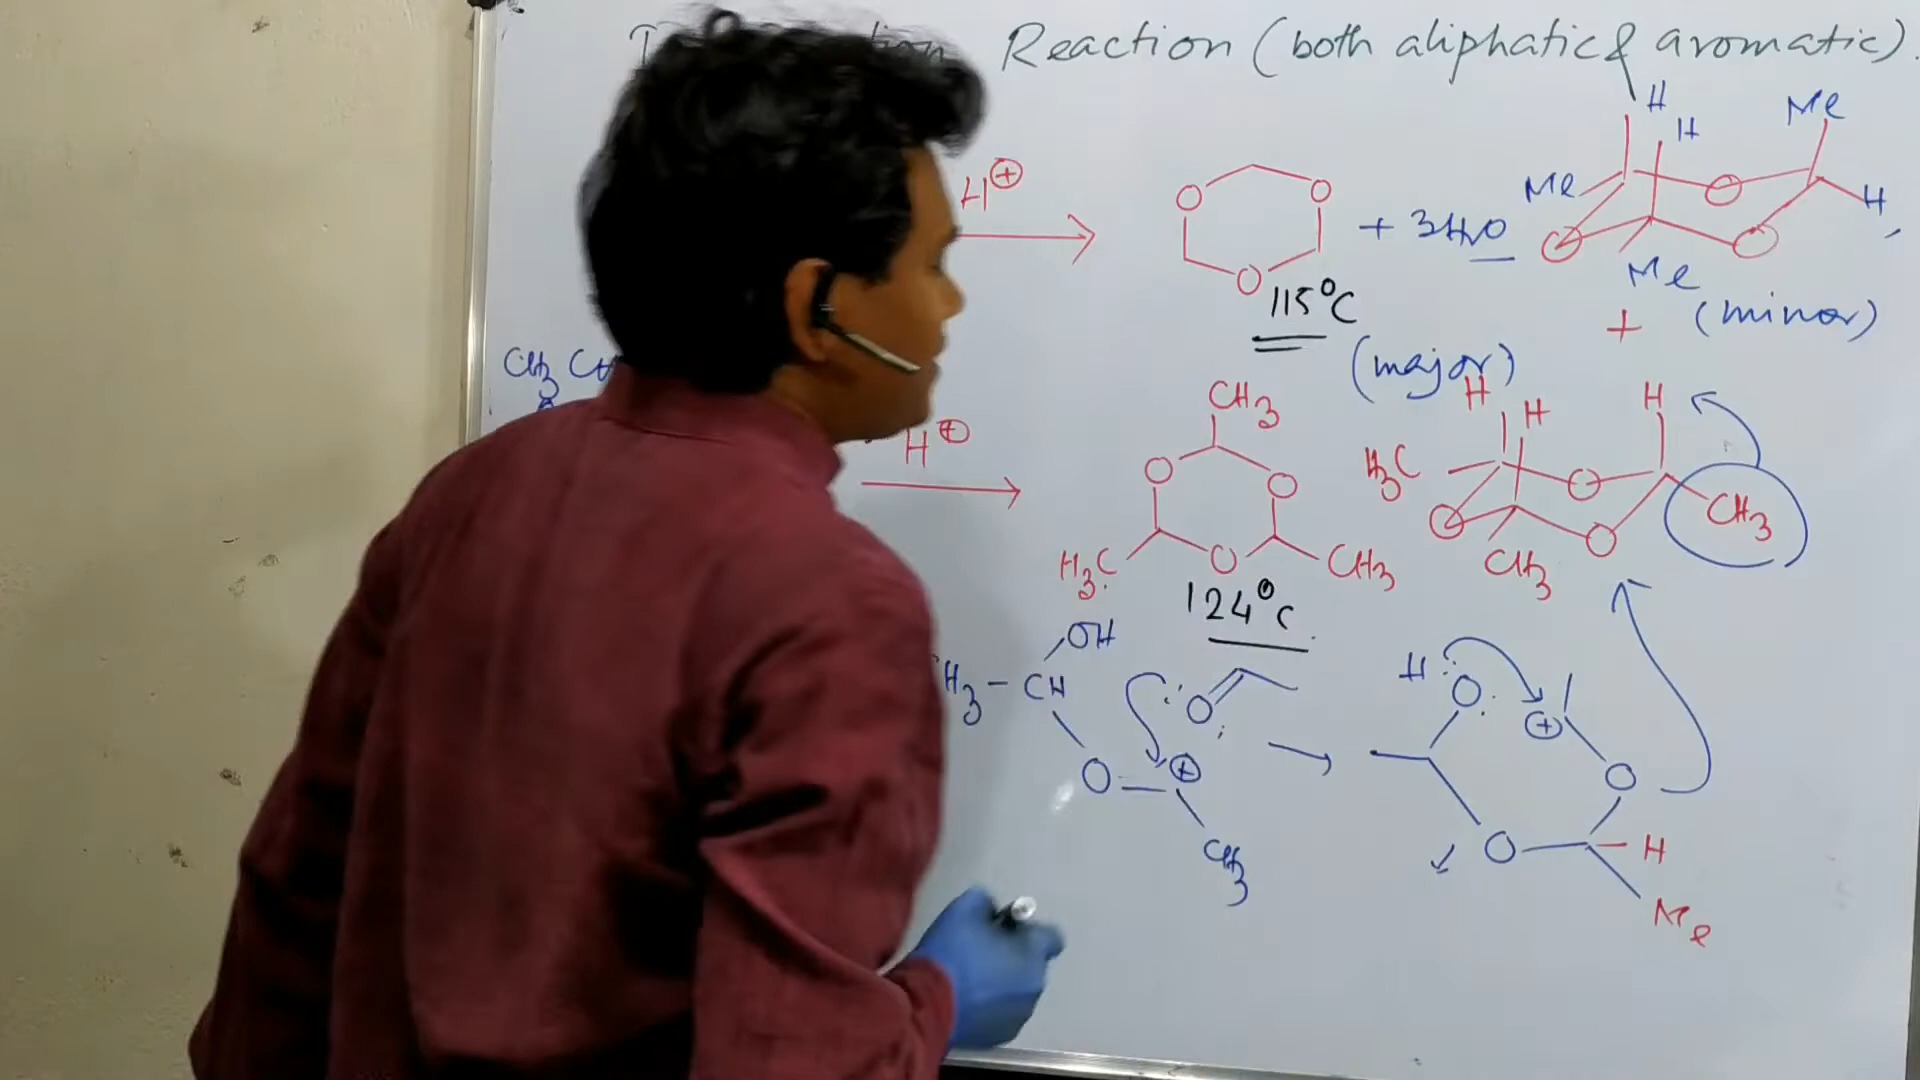 Reaction (both aliphatic & aromatic).
H H Me
H⊕
Me O H,
O O + 3H2O
O O O
Me
115°C
+ (minor)
(major)
CH3
CH3 H H H
H⊕
H3C O
O O CH3
O O
H3C O CH3 CH3
124°C
OH
H3 – CH H :O:
:O: ⊕
O – ⊕ O
O H
CH3
Me